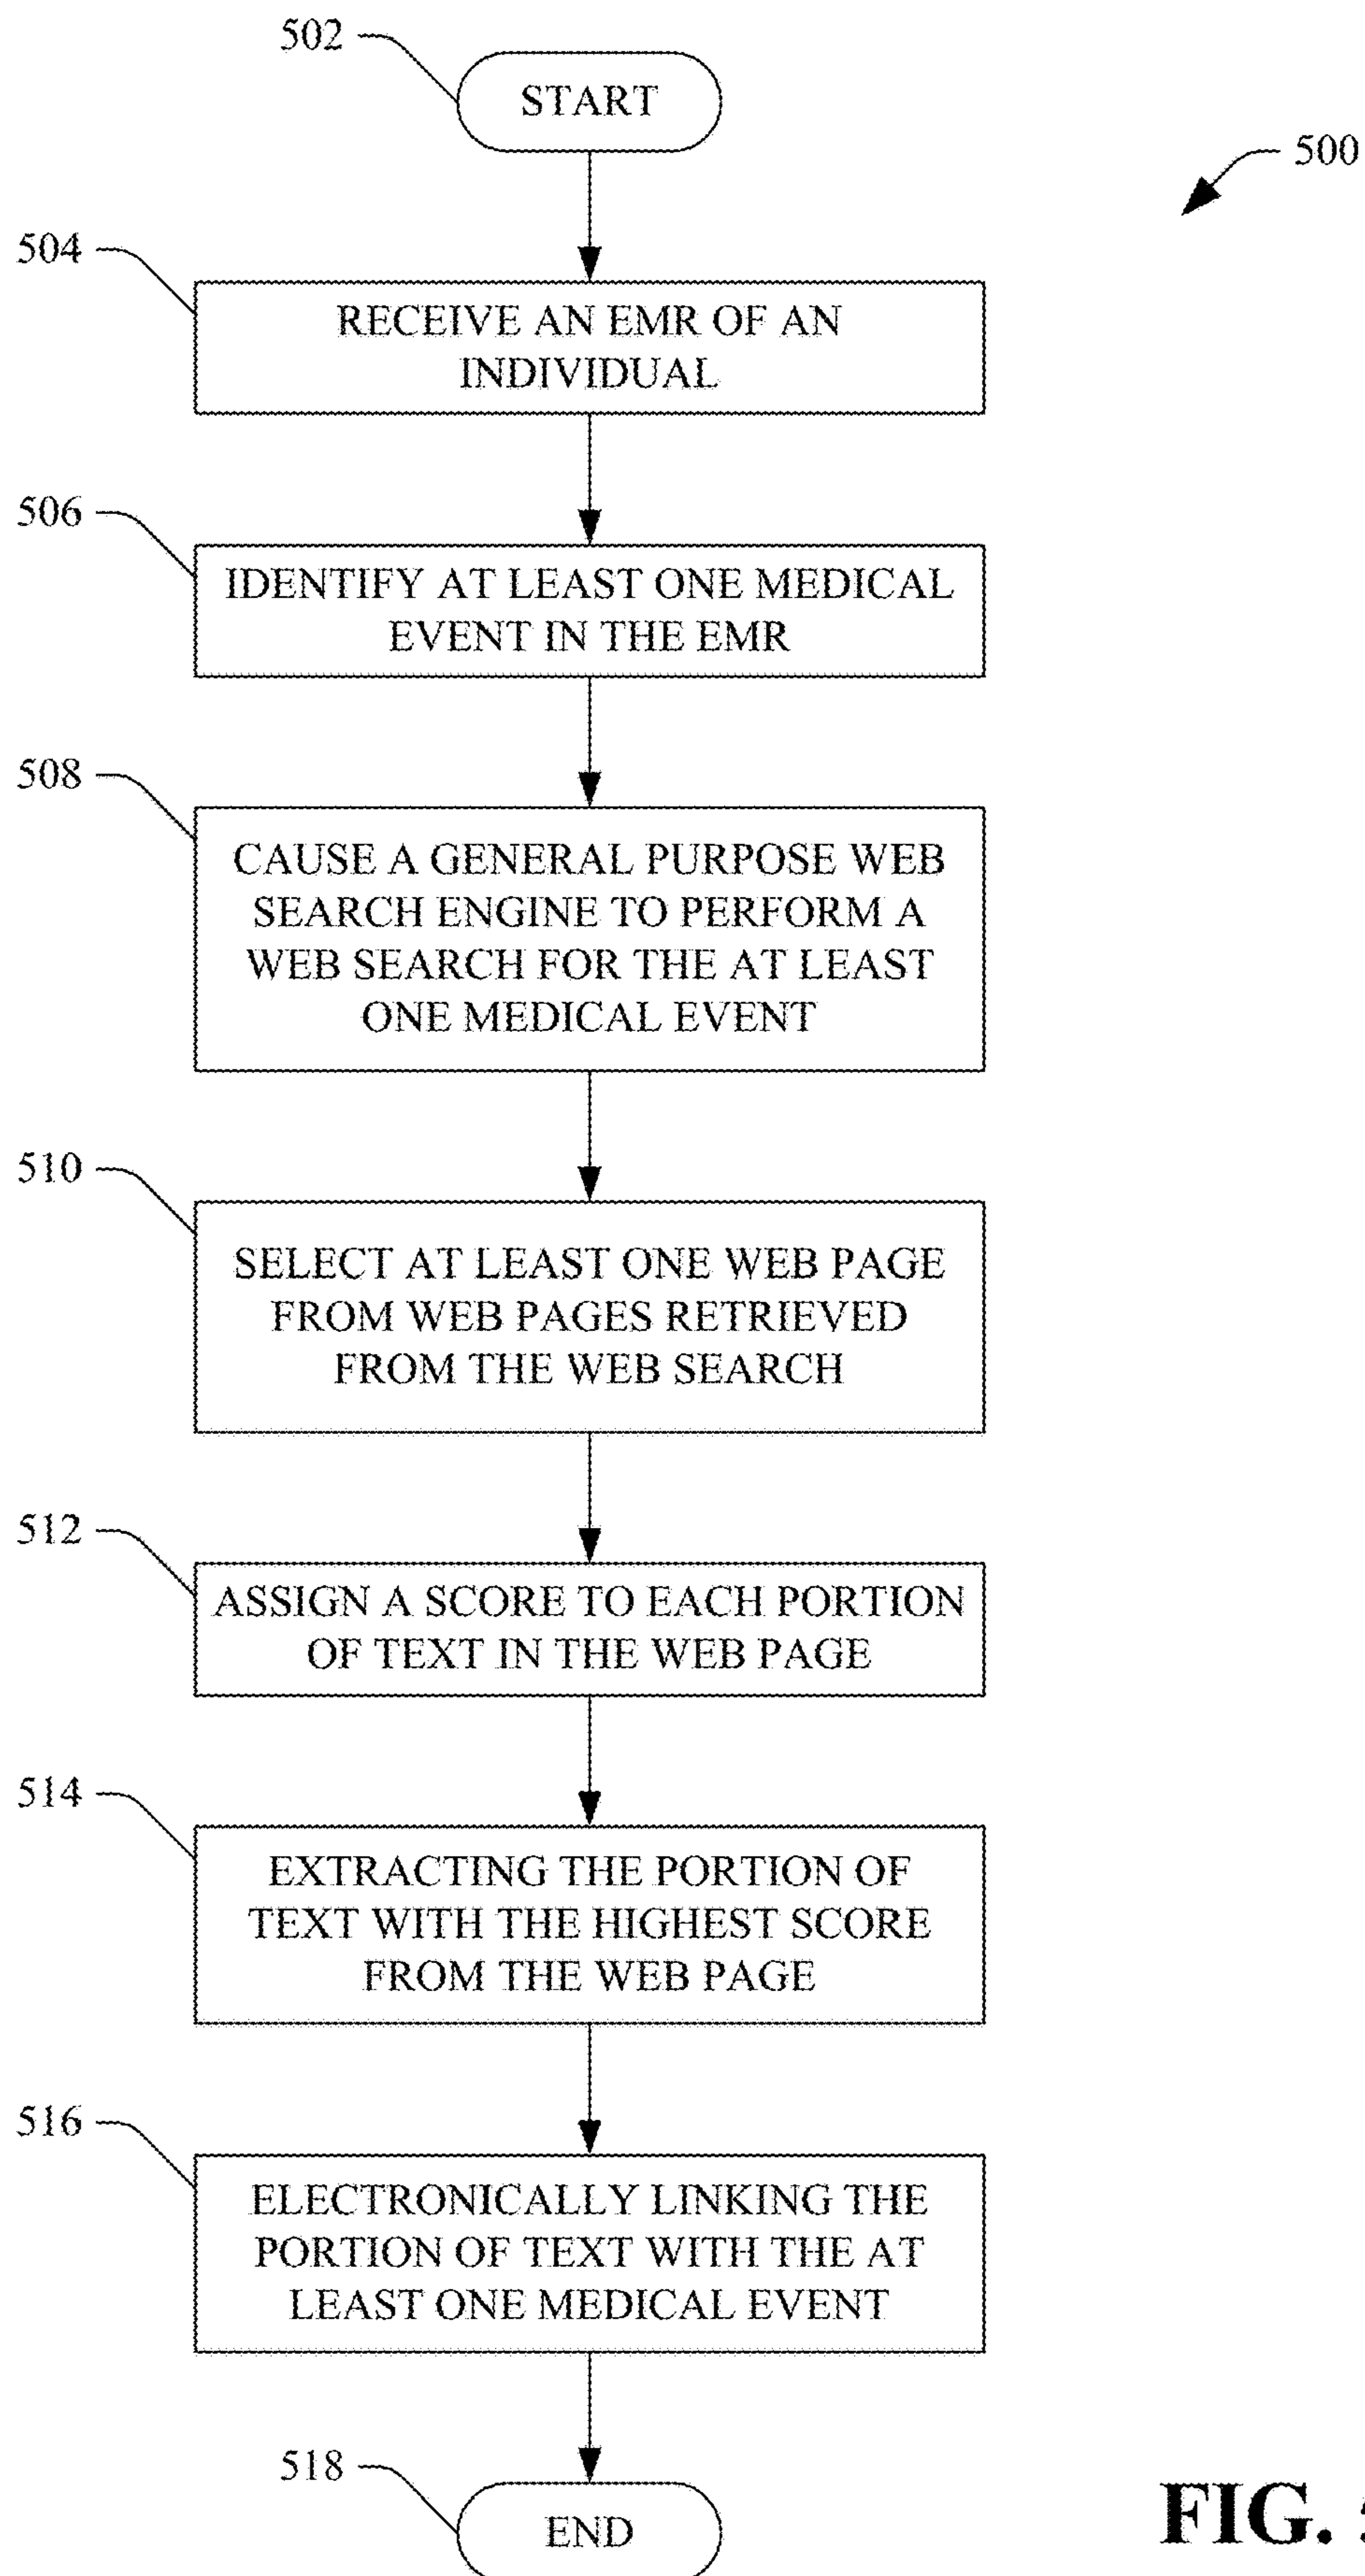 502
START
500
504
RECEIVE AN EMR OF AN
INDIVIDUAL
506
IDENTIFY AT LEAST ONE MEDICAL
EVENT IN THE EMR
508
CAUSE A GENERAL PURPOSE WEB
SEARCH ENGINE TO PERFORM A
WEB SEARCH FOR THE AT LEAST
ONE MEDICAL EVENT
510
SELECT AT LEAST ONE WEB PAGE
FROM WEB PAGES RETRIEVED
FROM THE WEB SEARCH
512
ASSIGN A SCORE TO EACH PORTION
OF TEXT IN THE WEB PAGE
514
EXTRACTING THE PORTION OF
TEXT WITH THE HIGHEST SCORE
FROM THE WEB PAGE
516
ELECTRONICALLY LINKING THE
PORTION OF TEXT WITH THE AT
LEAST ONE MEDICAL EVENT
518
END
FIG.